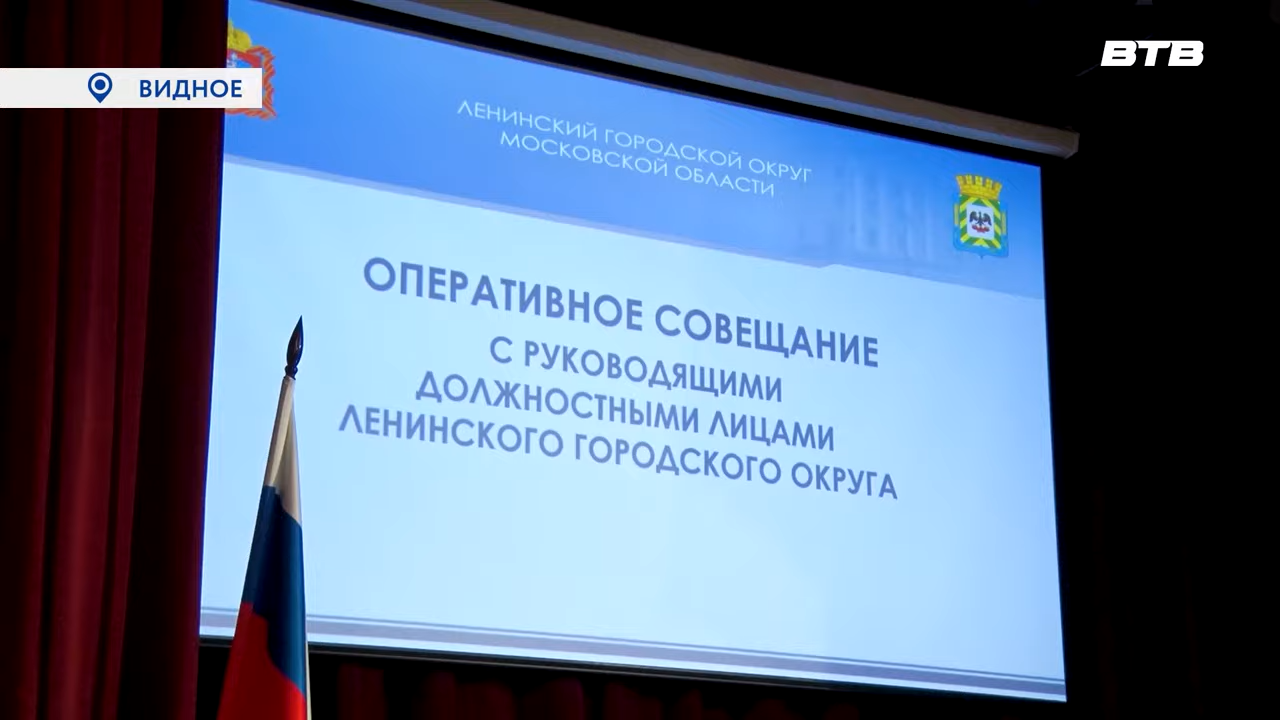 ВИДНОЕ
ВТВ
ЛЕНИНСКИЙ ГОРОДСКОЙ ОКРУГ
МОСКОВСКОЙ ОБЛАСТИ
ОПЕРАТИВНОЕ СОВЕЩАНИЕ
С РУКОВОДЯЩИМИ
ДОЛЖНОСТНЫМИ ЛИЦАМИ
ЛЕНИНСКОГО ГОРОДСКОГО ОКРУГА